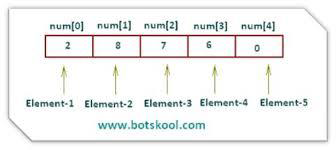 num[0] num[1] num[2] num[3] num[4]
2 8 7 6 0
Element-1 Element-2 Element-3 Element-4 Element-5
www.botskool.com